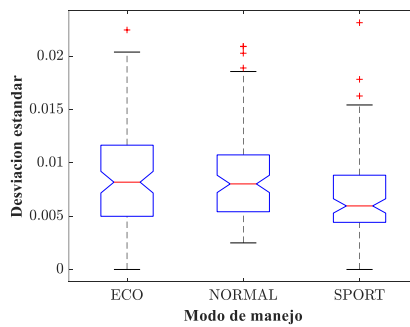 0.02
0.015
0.01
0.005
0
Desviacion estandar
ECO NORMAL SPORT
Modo de manejo